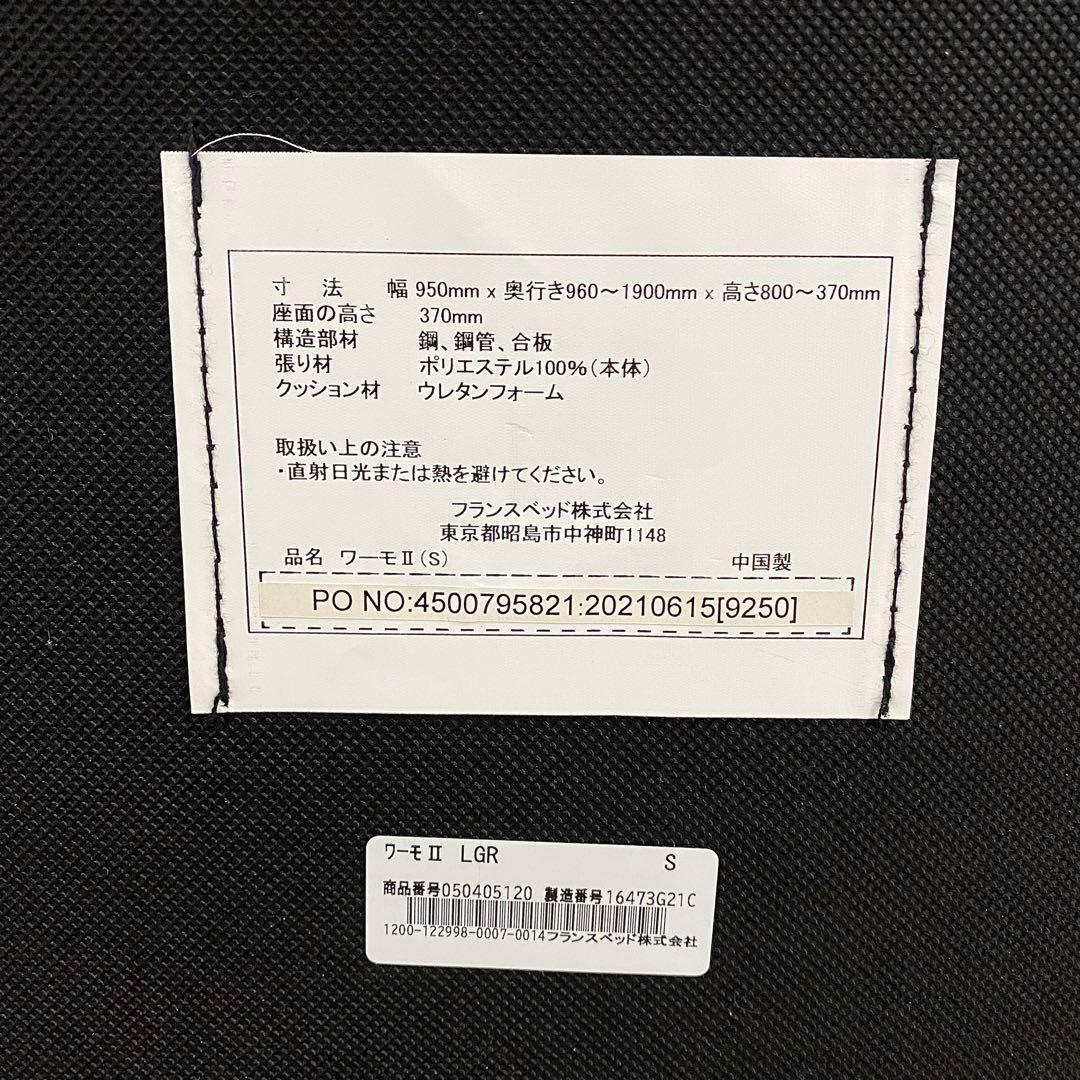 寸　法　幅 950mm x 奥行き960～1900mm x 高さ800～370mm
座面の高さ　370mm
構造部材　鋼、鋼管、合板
張り材　ポリエステル100%(本体)
クッション材　ウレタンフォーム
取扱い上の注意
・直射日光または熱を避けてください。
フランスベッド株式会社
東京都昭島市中神町1148
品名 ワーモⅡ(S)　中国製
PO NO:4500795821:20210615[9250]
ワーモⅡ LGR　S
商品番号050405120 製造番号16473G21C
1200-122998-0007-0014フランスベッド株式会社